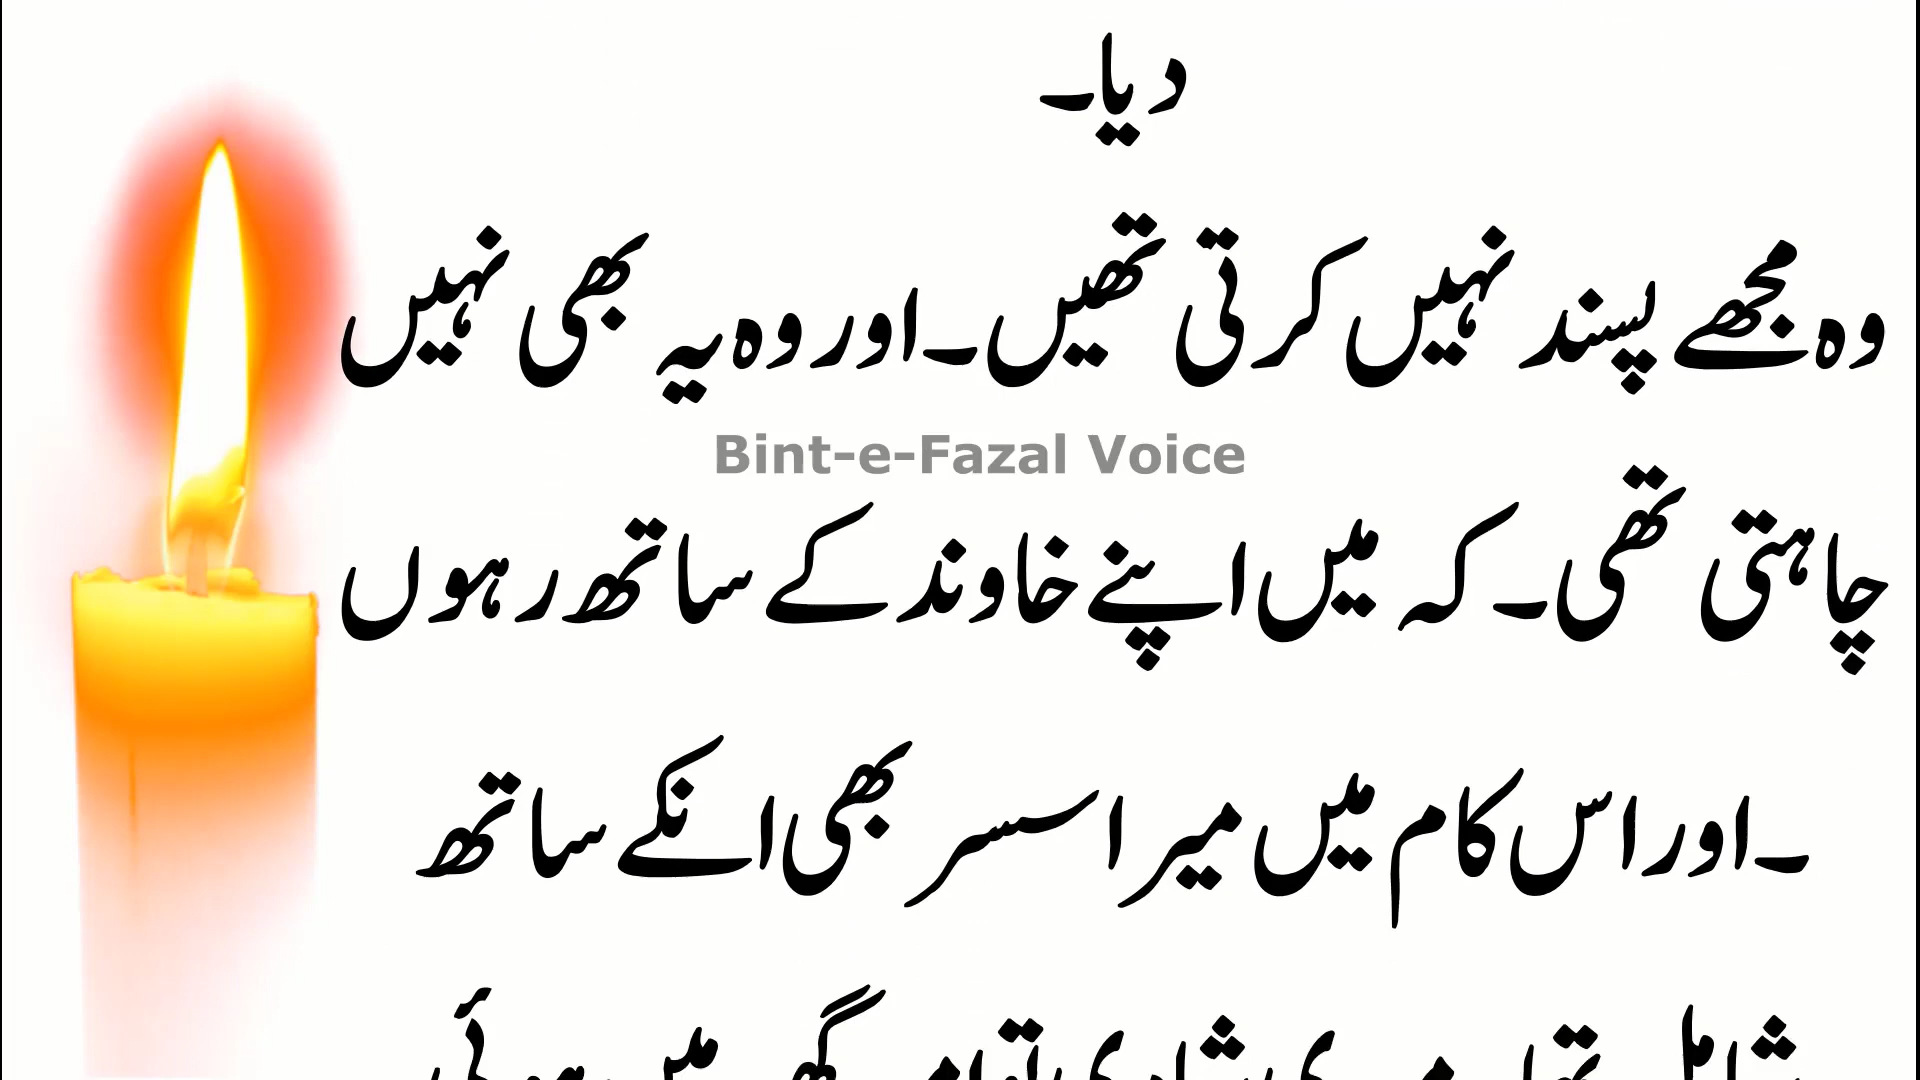 دیا۔
وہ مجھے پسند نہیں کرتی تھیں۔اور وہ یہ بھی نہیں
Bint-e-Fazal Voice
چاہتی تھی۔ کہ میں اپنے خاوند کے ساتھ رہوں
۔اور اس کام میں میرا سسر بھی انکے ساتھ